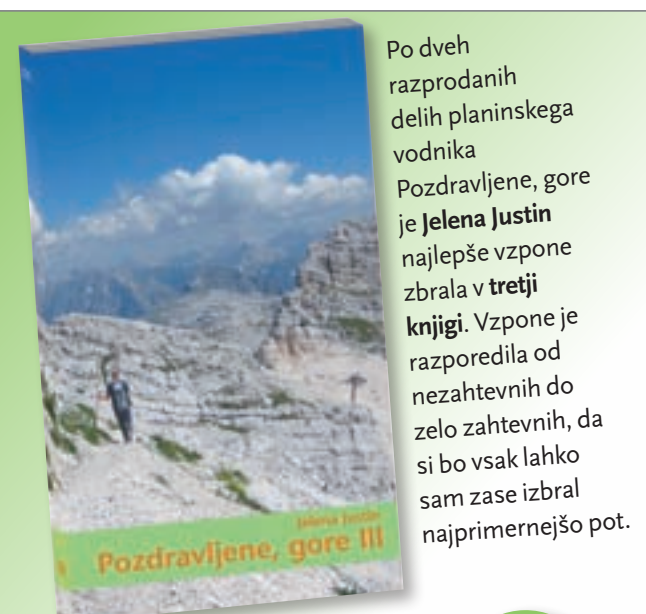 Po dveh
razprodanih
delih planinskega
vodnika
Pozdravljene, gore
je Jelena Justin
najlepše vzpone
zbrala v tretji
knjigi. Vzpone je
razporedila od
nezahtevnih do
zelo zahtevnih, da
si bo vsak lahko
sam zase izbral
najprimernejšo pot.
Jelena Justin
Pozdravljene, gore III